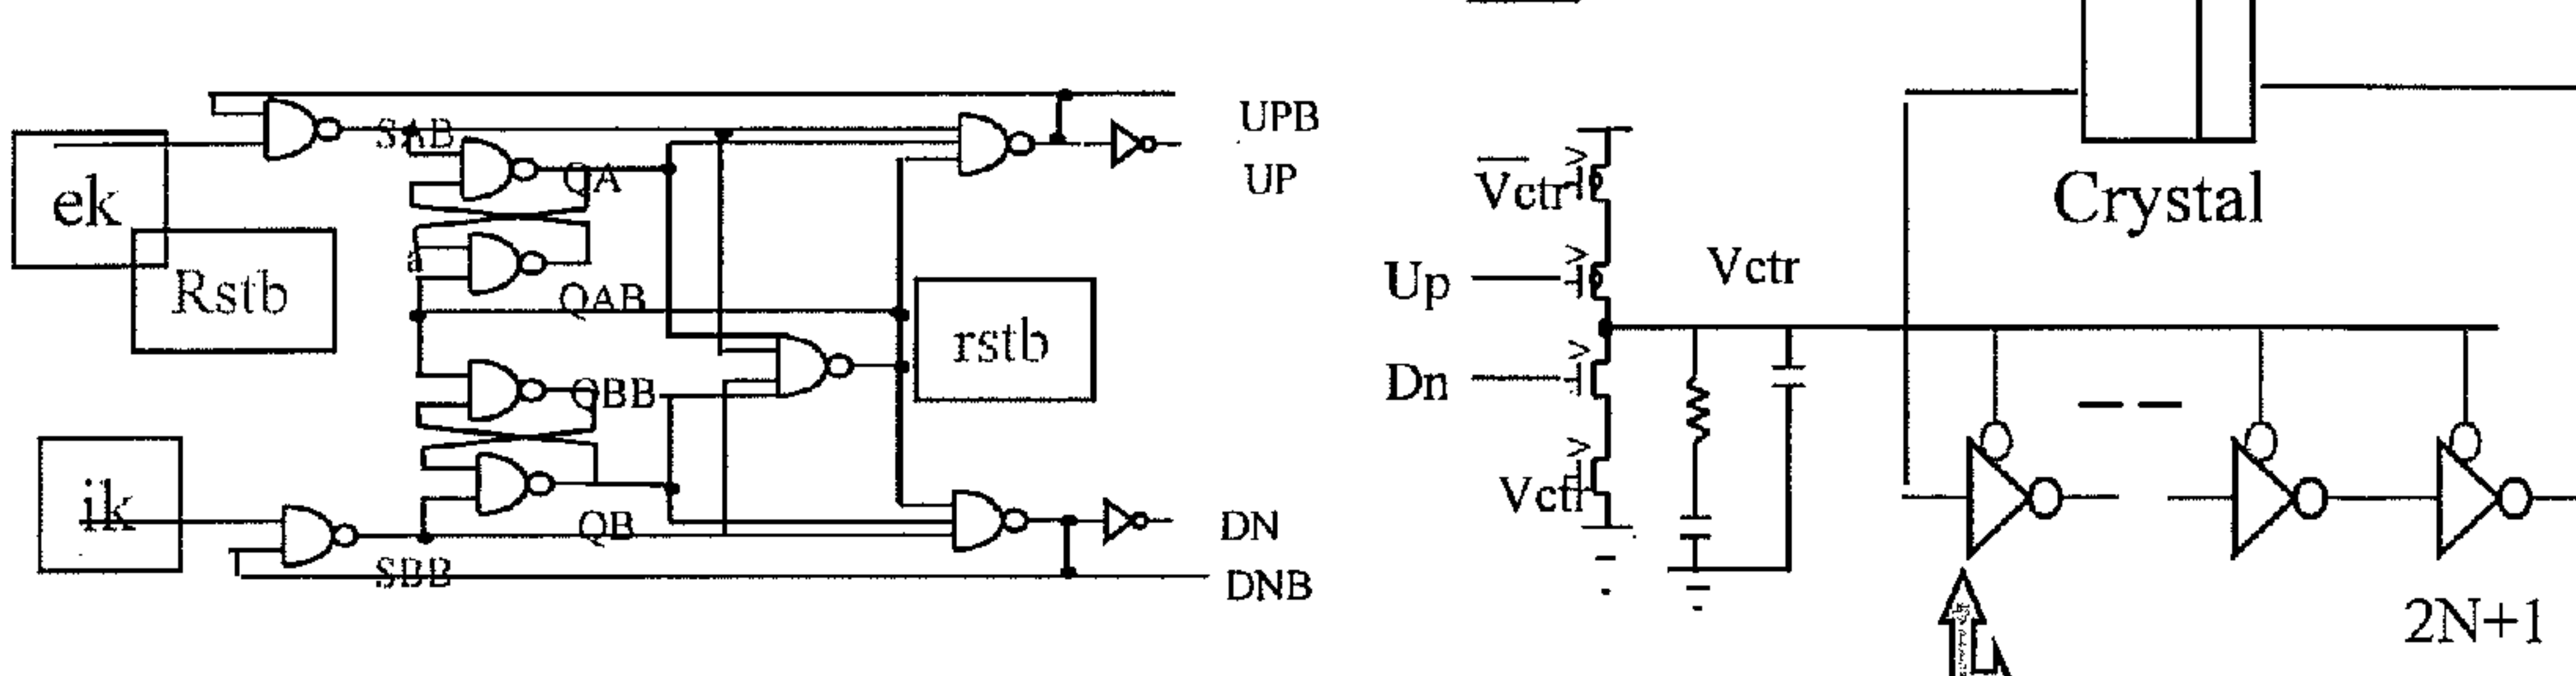 SAB
UPB
ek
QA
UP
Rstb
a
QAB
rstb
QBB
ik
QB
DN
SBB
DNB
Vctr
Up
Vctr
Dn
Vctr
Crystal
2N+1